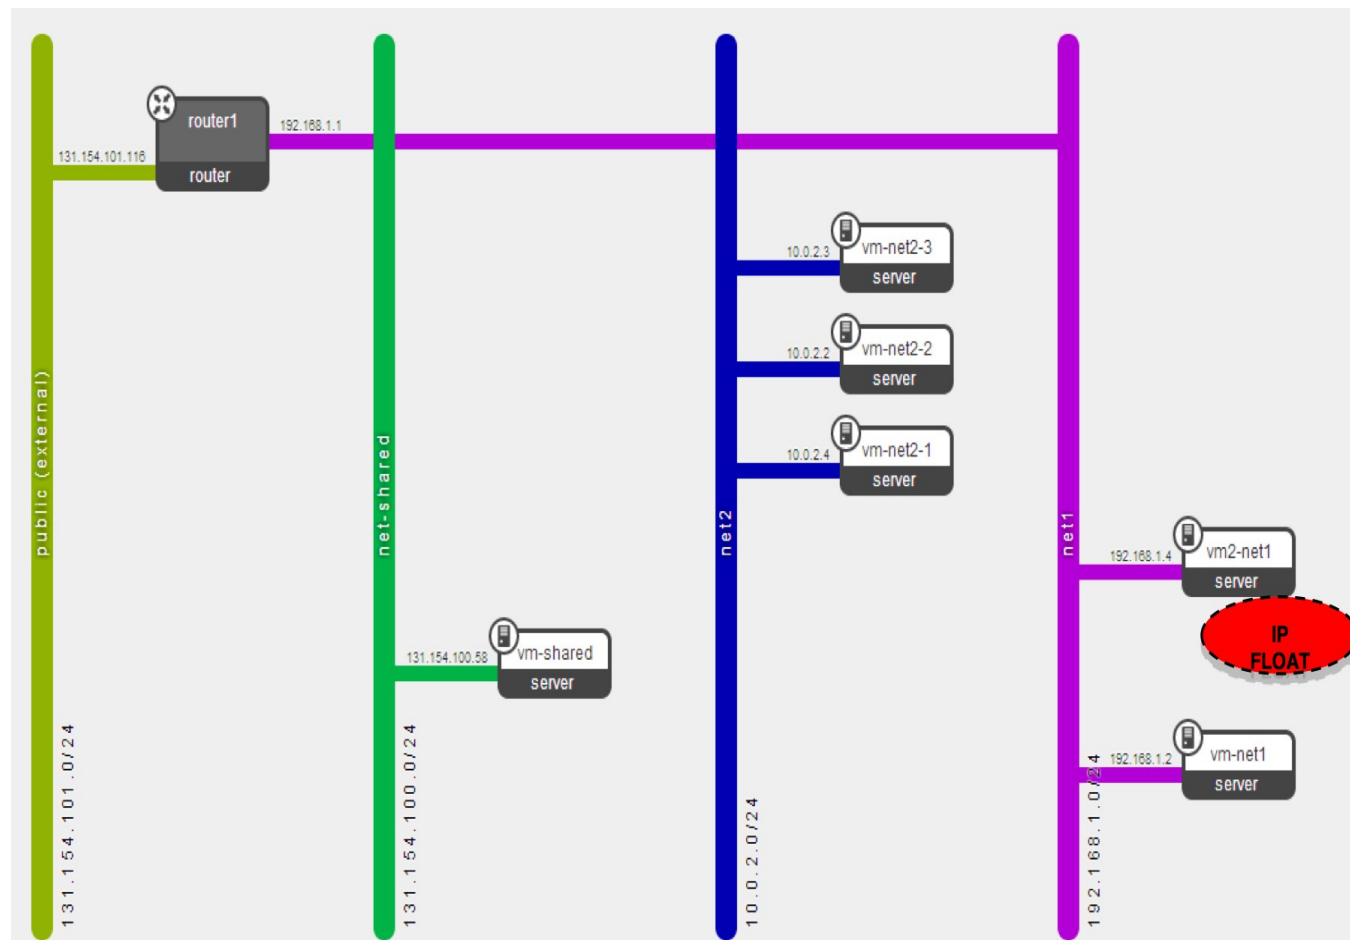 router1
router
192.168.1.1
131.154.101.116
vm-net2-3
server
10.0.2.3
vm-net2-2
server
10.0.2.2
vm-net2-1
server
10.0.2.4
vm2-net1
server
192.168.1.4
IP
FLOAT
vm-shared
server
131.154.100.58
vm-net1
server
192.168.1.2
public (external)
131.154.101.0/24
net-shared
131.154.100.0/24
net2
10.0.2.0/24
net1
192.168.1.0/24